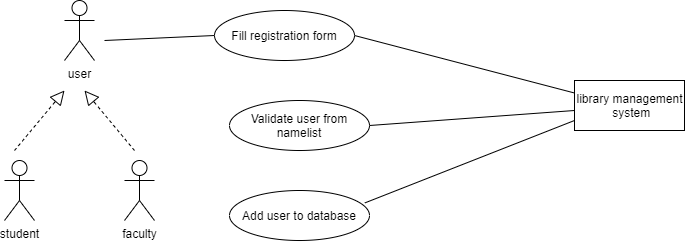 Fill registration form
user
library management
system
Validate user from
namelist
Add user to database
student
faculty